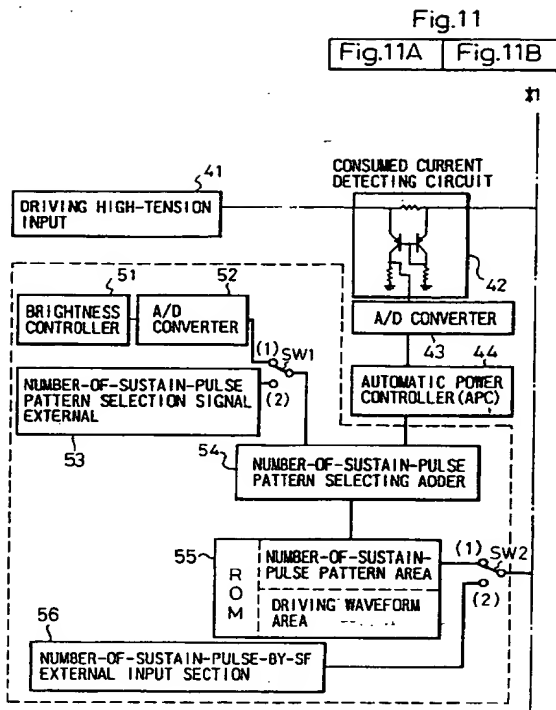 Fig.11
Fig.11A Fig.11B
41
DRIVING HIGH-TENSION
INPUT
CONSUMED CURRENT
DETECTING CIRCUIT
42
51
BRIGHTNESS
CONTROLLER
52
A/D
CONVERTER
A/D CONVERTER
43
(1)
SW1
(2)
44
AUTOMATIC POWER
CONTROLLER(APC)
NUMBER-OF-SUSTAIN-PULSE
PATTERN SELECTION SIGNAL
EXTERNAL
53
54
NUMBER-OF-SUSTAIN-PULSE
PATTERN SELECTING ADDER
55
ROM
NUMBER-OF-SUSTAIN-
PULSE PATTERN AREA
DRIVING WAVEFORM
AREA
(1)
SW2
(2)
56
NUMBER-OF-SUSTAIN-PULSE-BY-SF
EXTERNAL INPUT SECTION